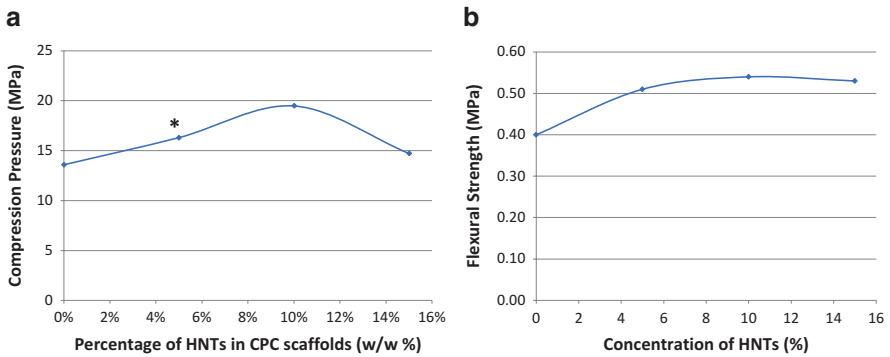 a
25
20
15
10
5
0
*
0% 2% 4% 6% 8% 10% 12% 14% 16%
Compression Pressure (MPa)
Percentage of HNTs in CPC scaffolds (w/w %)
b
0.60
0.50
0.40
0.30
0.20
0.10
0.00
0 2 4 6 8 10 12 14 16
Flexural Strength (MPa)
Concentration of HNTs (%)